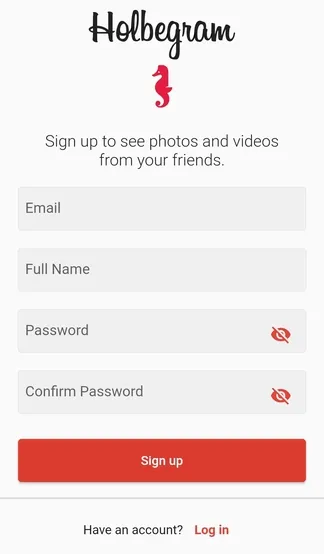 Holbegram
Sign up to see photos and videos
from your friends.
Email
Full Name
Password
Confirm Password
Sign up
Have an account? Log in